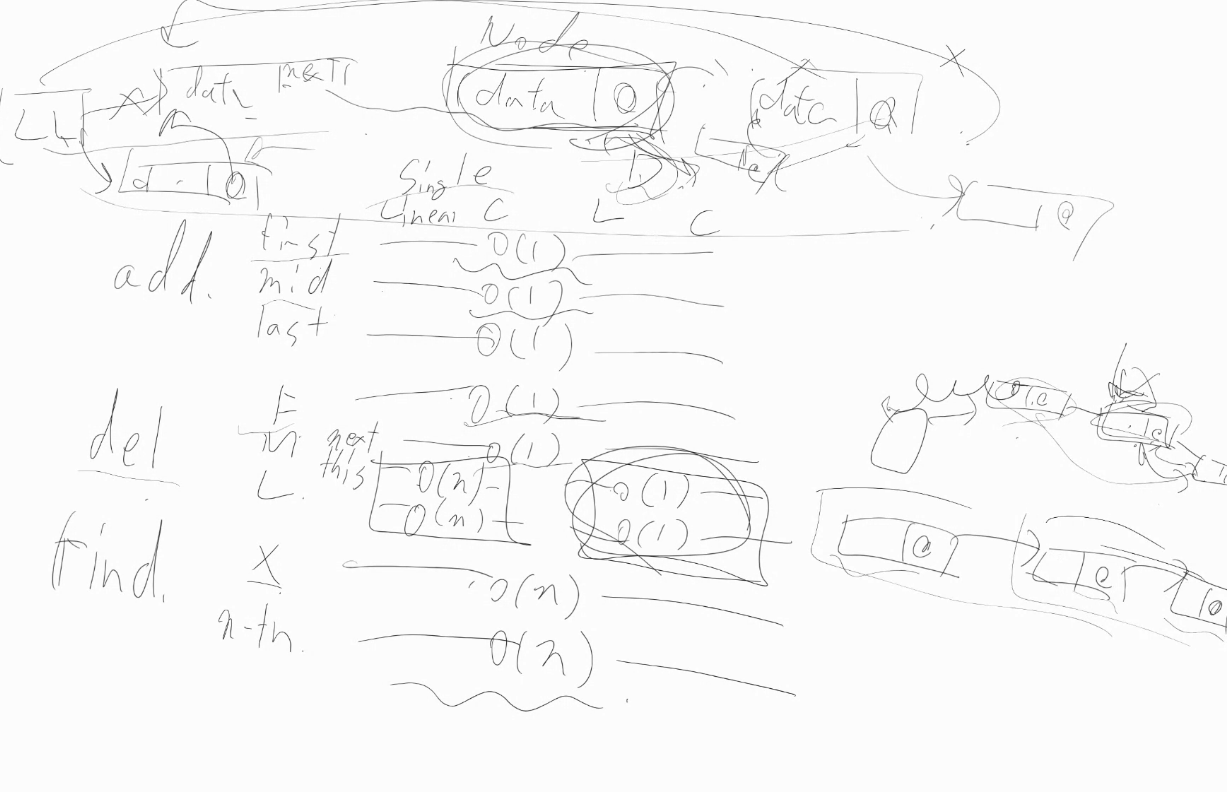 Node
LL data next data @ data @
d . @
Single D
Linear C L C
add. first O(1)
mid O(1)
last O(1)
del F O(1)
M next O(1)
this O(n) O(1)
L. O(n) O(1)
Find. X O(n)
n-th. O(n)